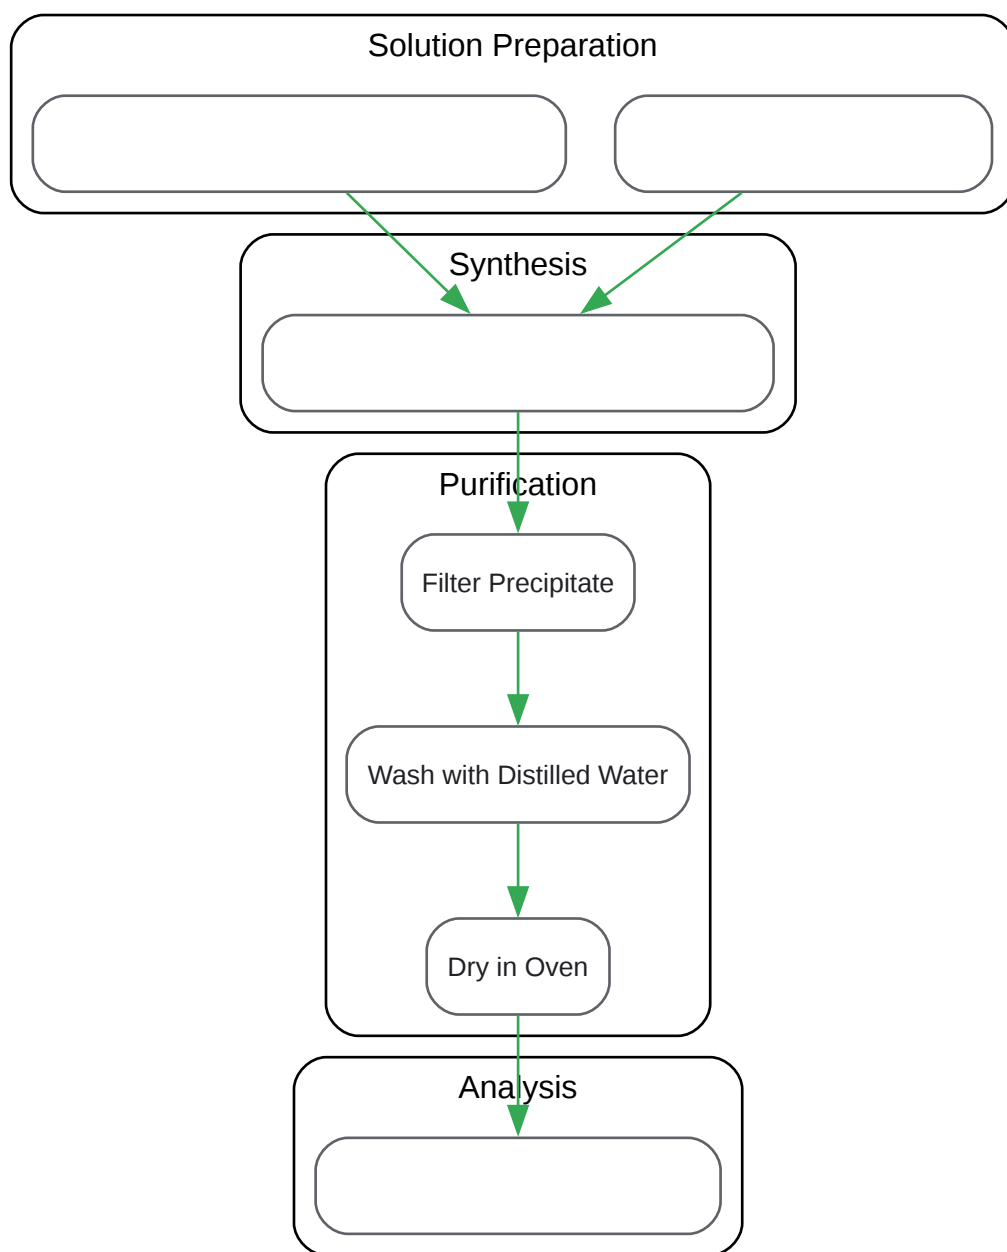 Solution Preparation
Synthesis
Purification
Filter Precipitate
Wash with Distilled Water
Dry in Oven
Analysis